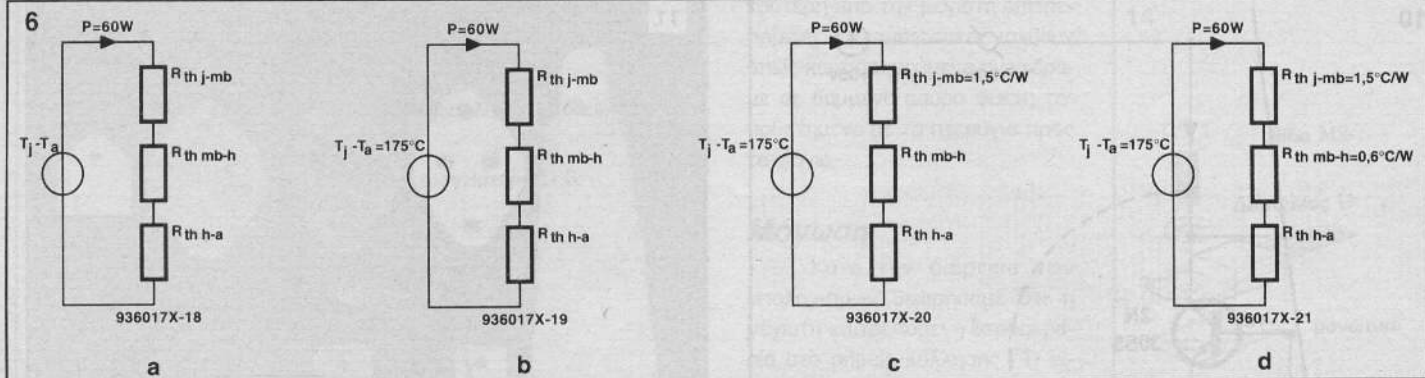 6
P=60W
R th j-mb
T j -T a
R th mb-h
R th h-a
936017X-18
a
P=60W
R th j-mb
T j -T a =175°C
R th mb-h
R th h-a
936017X-19
b
P=60W
R th j-mb=1,5°C/W
T j -T a =175°C
R th mb-h
R th h-a
936017X-20
c
P=60W
R th j-mb=1,5°C/W
T j -T a =175°C
R th mb-h=0,6°C/W
R th h-a
936017X-21
d